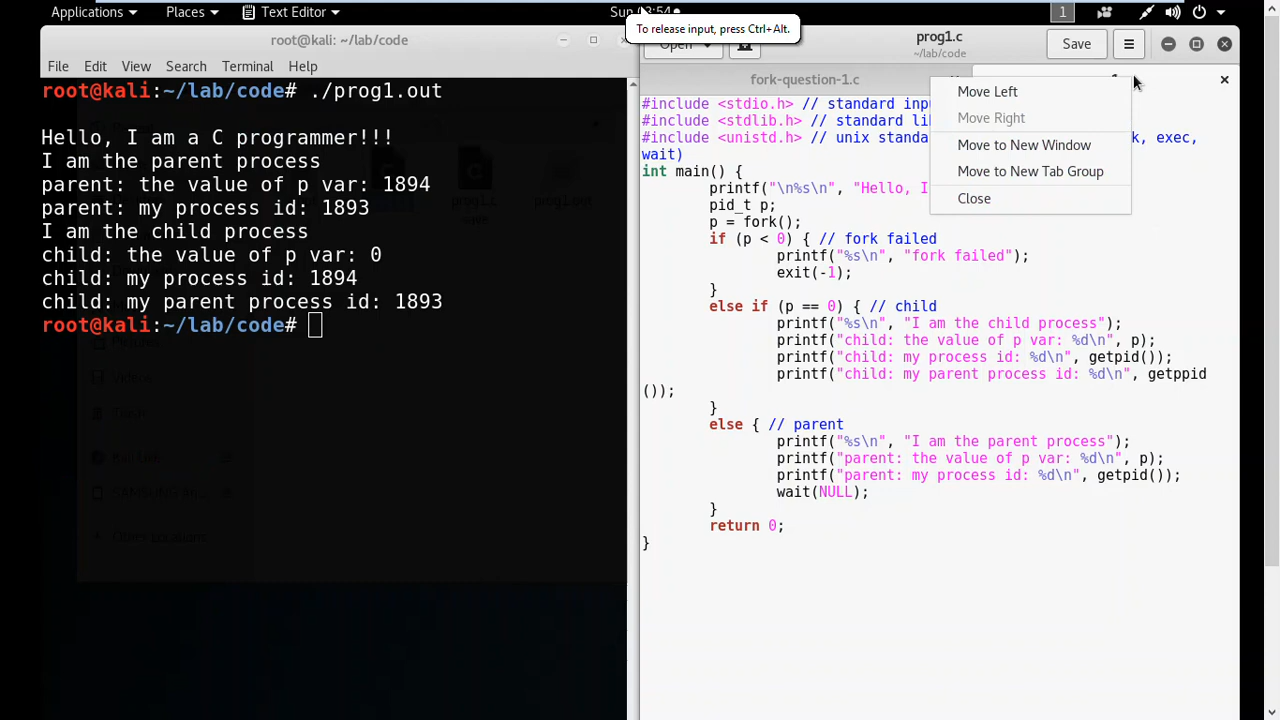 Applications Places Text Editor Sun 1
To release input, press Ctrl+Alt.
root@kali: ~/lab/code
File Edit View Search Terminal Help
root@kali:~/lab/code# ./prog1.out
Hello, I am a C programmer!!!
I am the parent process
parent: the value of p var: 1894
parent: my process id: 1893
I am the child process
child: the value of p var: 0
child: my process id: 1894
child: my parent process id: 1893
root@kali:~/lab/code#
Open prog1.c Save
~/lab/code
fork-question-1.c
Move Left
Move Right
Move to New Window
Move to New Tab Group
Close
#include <stdio.h> // standard
#include <stdlib.h> // standard
#include <unistd.h> // unix exec,
wait)
int main() {
printf("\n%s\n", "Hello, I
pid_t p;
p = fork();
if (p < 0) { // fork failed
printf("%s\n", "fork failed");
exit(-1);
}
else if (p == 0) { // child
printf("%s\n", "I am the child process");
printf("child: the value of p var: %d\n", p);
printf("child: my process id: %d\n", getpid());
printf("child: my parent process id: %d\n", getppid
());
}
else { // parent
printf("%s\n", "I am the parent process");
printf("parent: the value of p var: %d\n", p);
printf("parent: my process id: %d\n", getpid());
wait(NULL);
}
return 0;
}